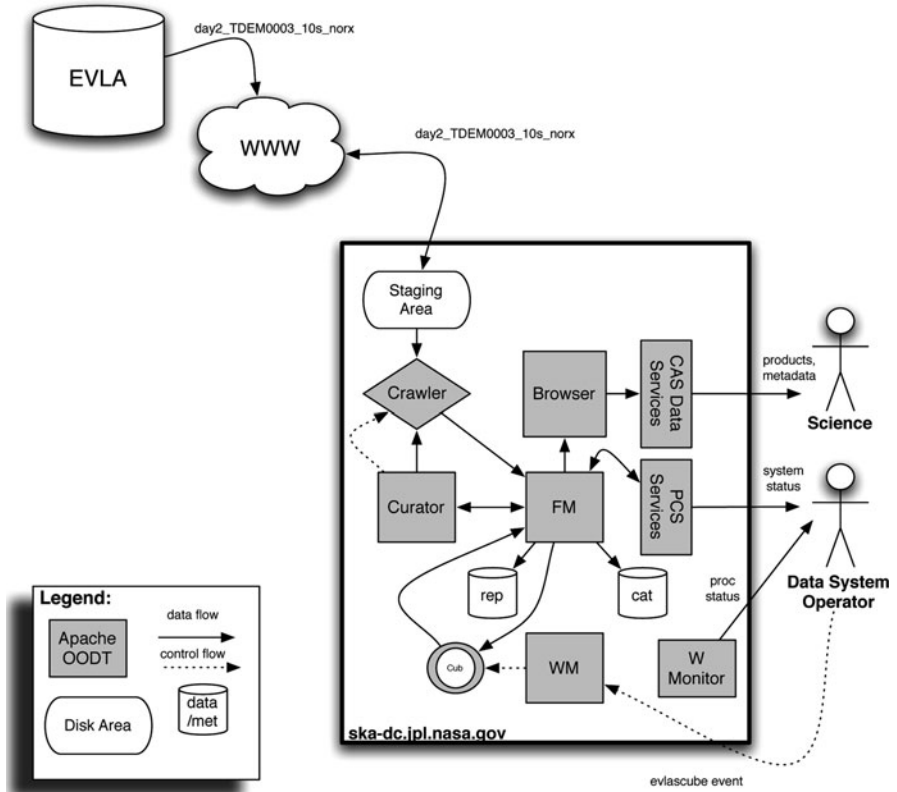 day2_TDEM0003_10s_norx
EVLA
WWW
day2_TDEM0003_10s_norx
Staging
Area
Crawler
Browser
CAS Data
Services
products,
metadata
Science
Curator
FM
PCS
Services
system
status
Data System
Operator
rep
cat
proc
status
Cub
WM
W
Monitor
ska-dc.jpl.nasa.gov
evlascube event
Legend:
Apache
OODT
data flow
control flow
Disk Area
data
/met